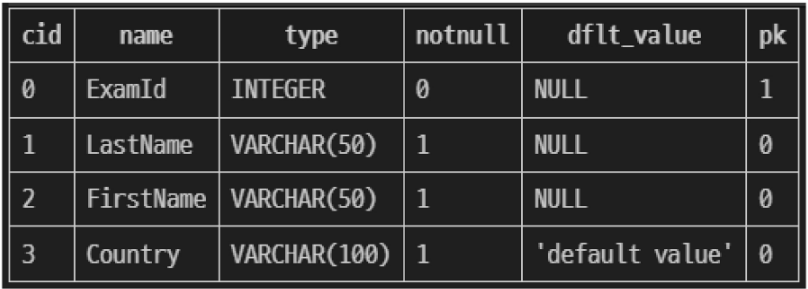 cid name type notnull dflt_value pk
0 ExamId INTEGER 0 NULL 1
1 LastName VARCHAR(50) 1 NULL 0
2 FirstName VARCHAR(50) 1 NULL 0
3 Country VARCHAR(100) 1 'default value' 0